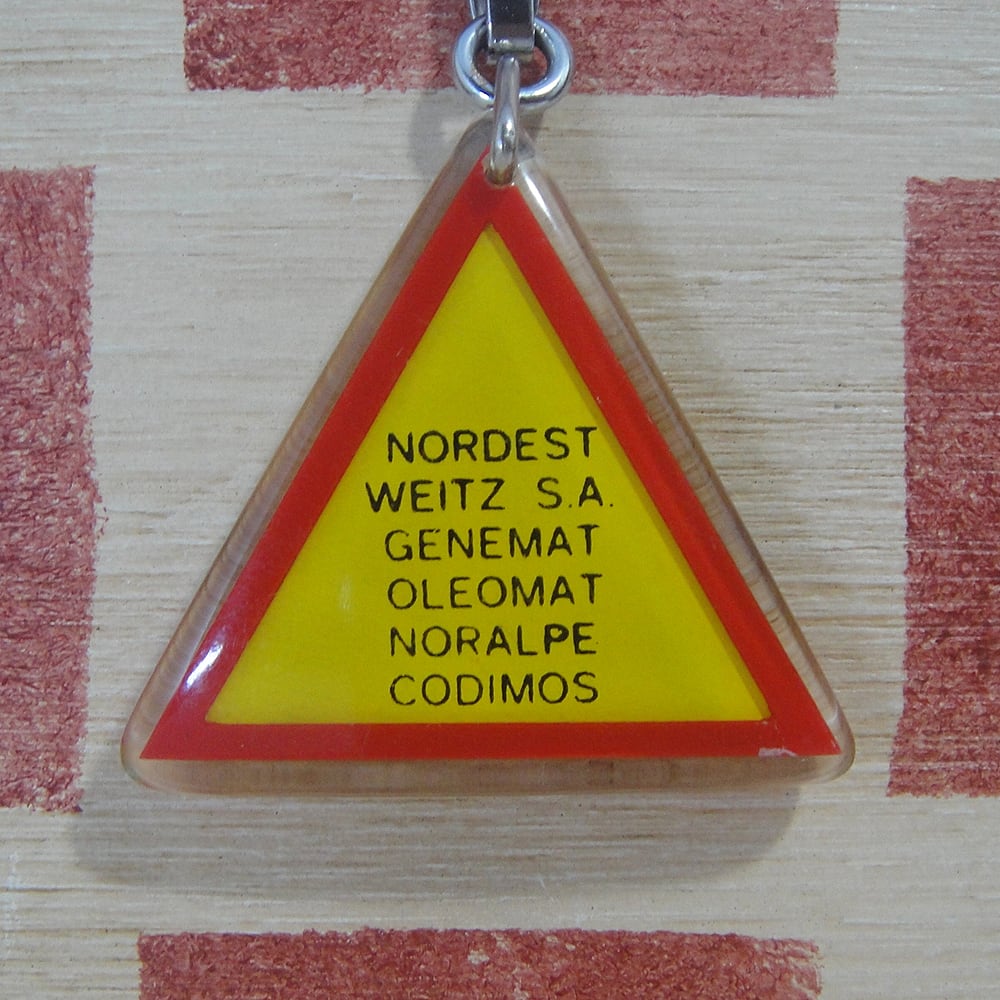 NORDEST
WEITZ S.A.
GENEMAT
OLEOMAT
NORALPE
CODIMOS